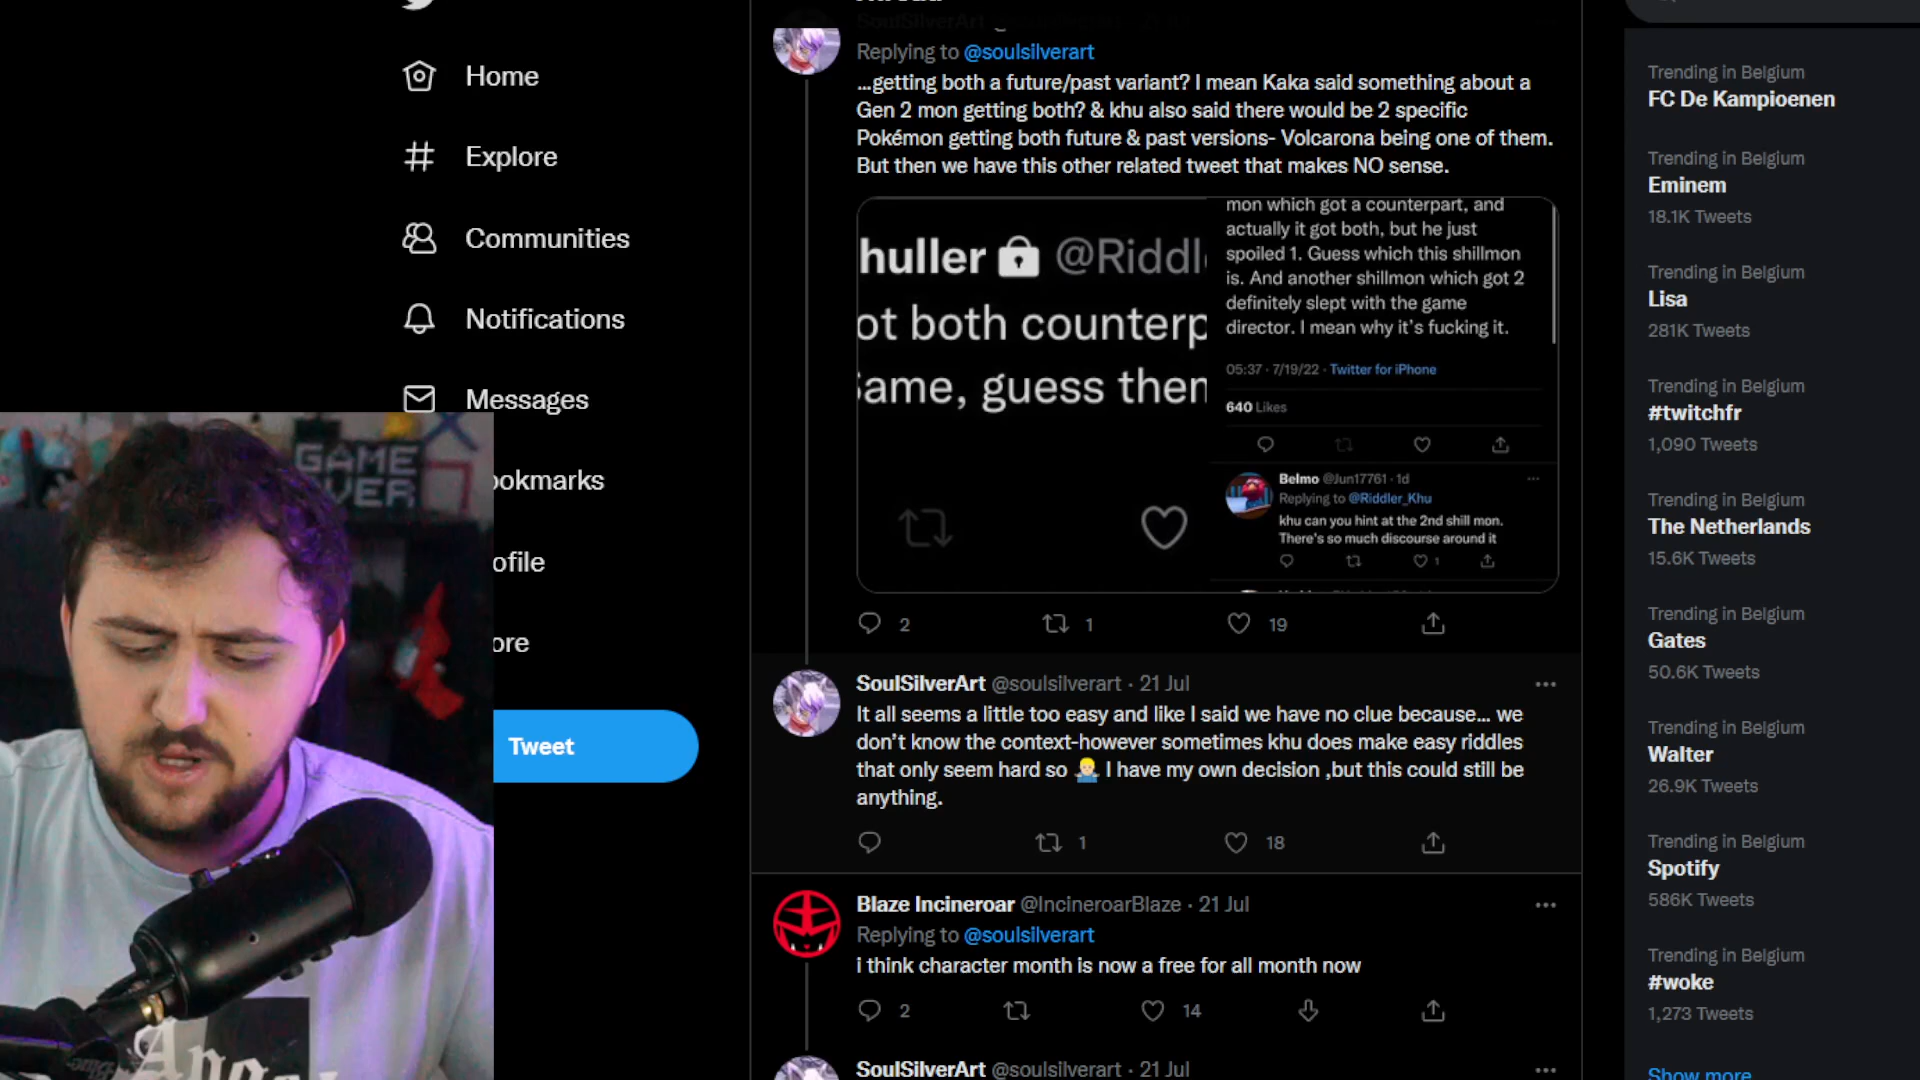 Home
Explore
Communities
Notifications
Messages
ookmarks
ofile
ore
Tweet
GAME
VER
Replying to @soulsilverart
...getting both a future/past variant? I mean Kaka said something about a
Gen 2 mon getting both? & khu also said there would be 2 specific
Pokémon getting both future & past versions- Volcarona being one of them.
But then we have this other related tweet that makes NO sense.
huller @Riddl
ot both counterp
ame, guess then
mon which got a counterpart, and
actually it got both, but he just
spoiled 1. Guess which this shillmon
is. And another shillmon which got 2
definitely slept with the game
director. I mean why it's fucking it.
05:37 · 7/19/22 · Twitter for iPhone
640 Likes
Belmo @Jun17761 · 1d
Replying to @Riddler_Khu
khu can you hint at the 2nd shill mon.
There's so much discourse around it
1
2
1
19
SoulSilverArt @soulsilverart · 21 Jul
It all seems a little too easy and like I said we have no clue because... we
don't know the context-however sometimes khu does make easy riddles
that only seem hard so 🤷🏼‍♂️ I have my own decision ,but this could still be
anything.
1
18
Blaze Incineroar @IncineroarBlaze · 21 Jul
Replying to @soulsilverart
i think character month is now a free for all month now
2
14
SoulSilverArt @soulsilverart · 21 Jul
Trending in Belgium
FC De Kampioenen
Trending in Belgium
Eminem
18.1K Tweets
Trending in Belgium
Lisa
281K Tweets
Trending in Belgium
#twitchfr
1,090 Tweets
Trending in Belgium
The Netherlands
15.6K Tweets
Trending in Belgium
Gates
50.6K Tweets
Trending in Belgium
Walter
26.9K Tweets
Trending in Belgium
Spotify
586K Tweets
Trending in Belgium
#woke
1,273 Tweets
Show more